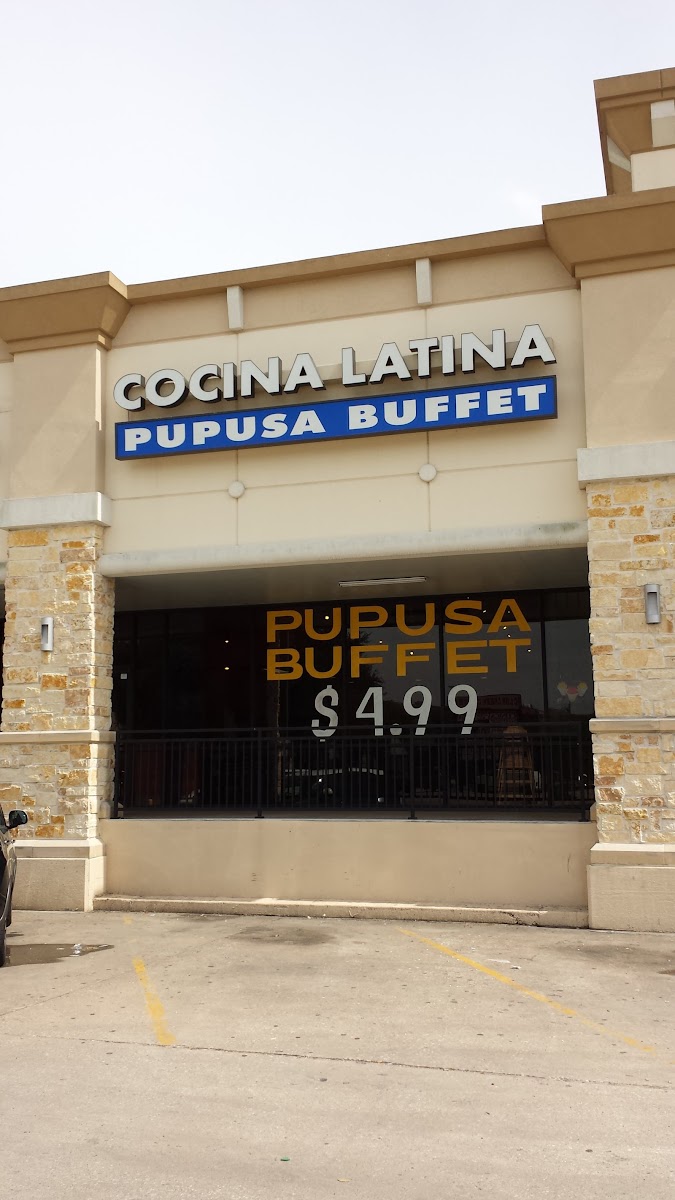 COCINA LATINA
PUPUSA BUFFET
PUPUSA
BUFFET
$4.99